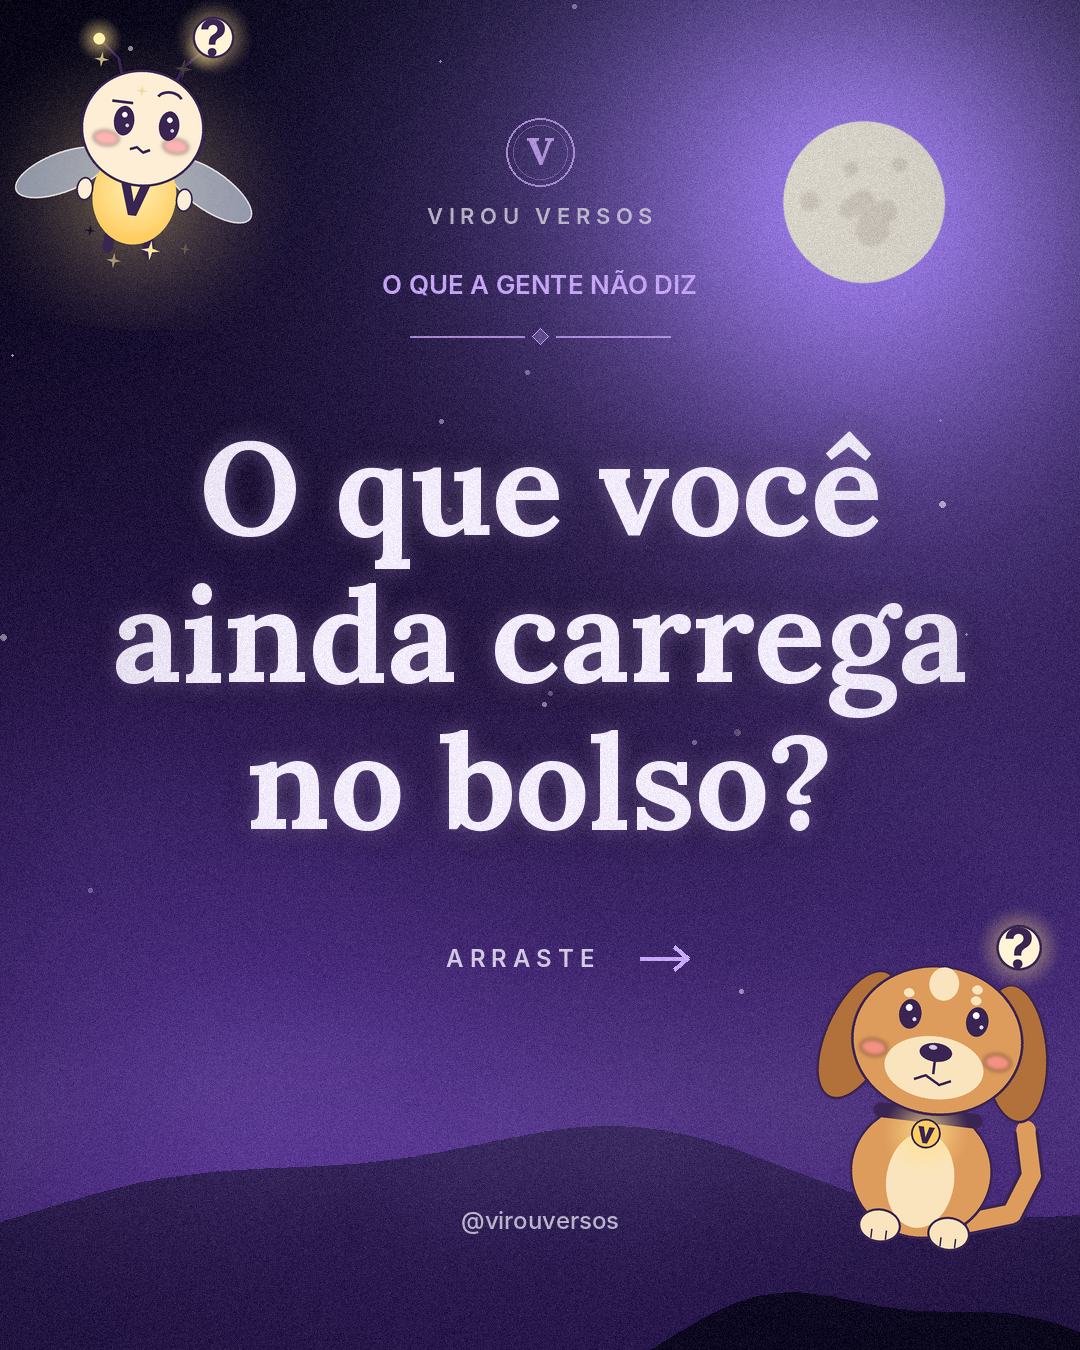 ?
V
VIROU VERSOS
O QUE A GENTE NÃO DIZ
V
O que você
ainda carrega
no bolso?
ARRASTE →
?
V
@virouversos